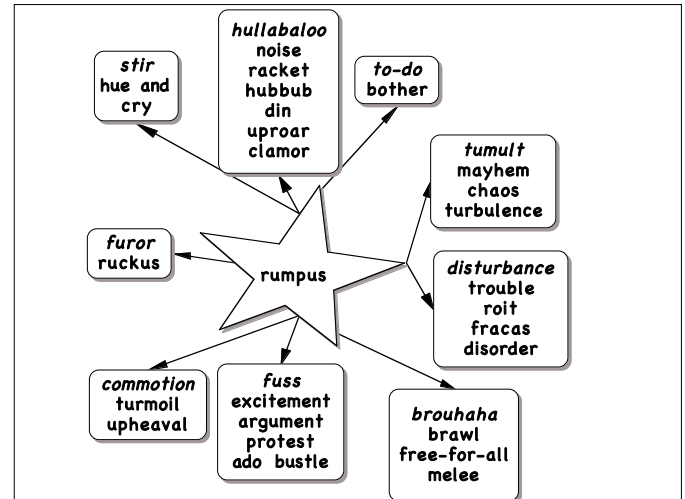 hullabaloo
noise
racket
hubbub
din
uproar
clamor
stir
hue and
cry
to-do
bother
tumult
mayhem
chaos
turbulence
furor
ruckus
rumpus
disturbance
trouble
roit
fracas
disorder
commotion
turmoil
upheaval
fuss
excitement
argument
protest
ado bustle
brouhaha
brawl
free-for-all
melee